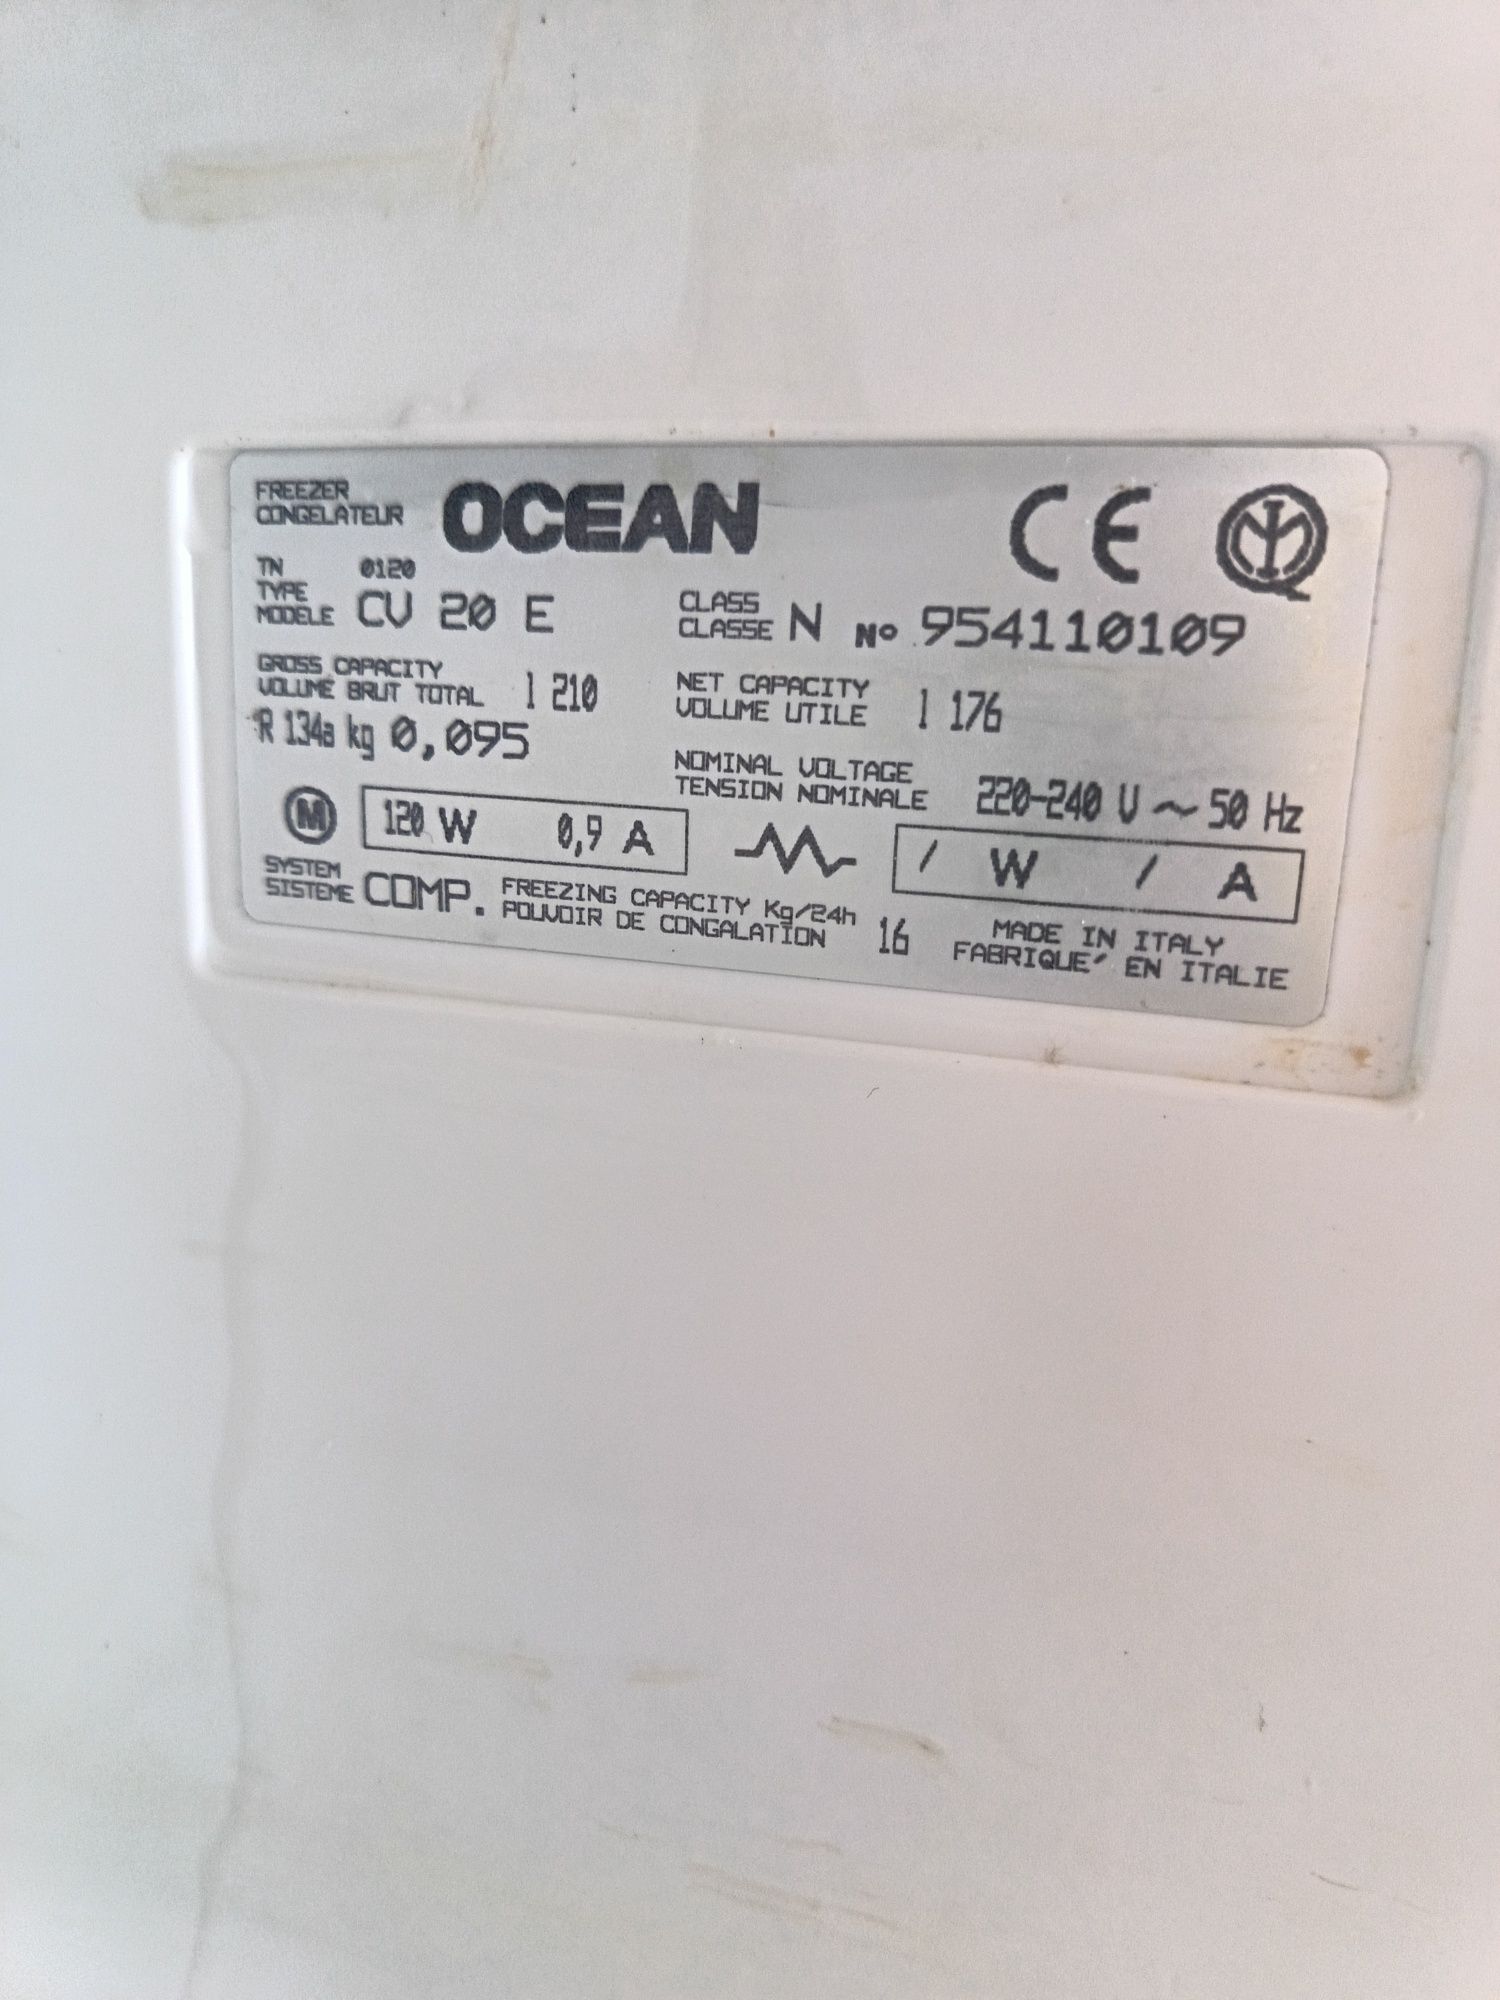 FREEZER
CONGELATEUR
OCEAN
CE
TN 0120
TYPE
MODÈLE CV 20 E
CLASS
CLASSE N
Nº 954110109
GROSS CAPACITY
VOLUME BRUT TOTAL l 210
NET CAPACITY
VOLUME UTILE l 176
R 134a kg 0,095
NOMINAL VOLTAGE
TENSION NOMINALE 220-240 V ~ 50 Hz
M 120 W 0,9 A
/ W / A
SYSTEM
SISTEME COMP.
FREEZING CAPACITY Kg/24h
POUVOIR DE CONGALATION 16
MADE IN ITALY
FABRIQUE' EN ITALIE